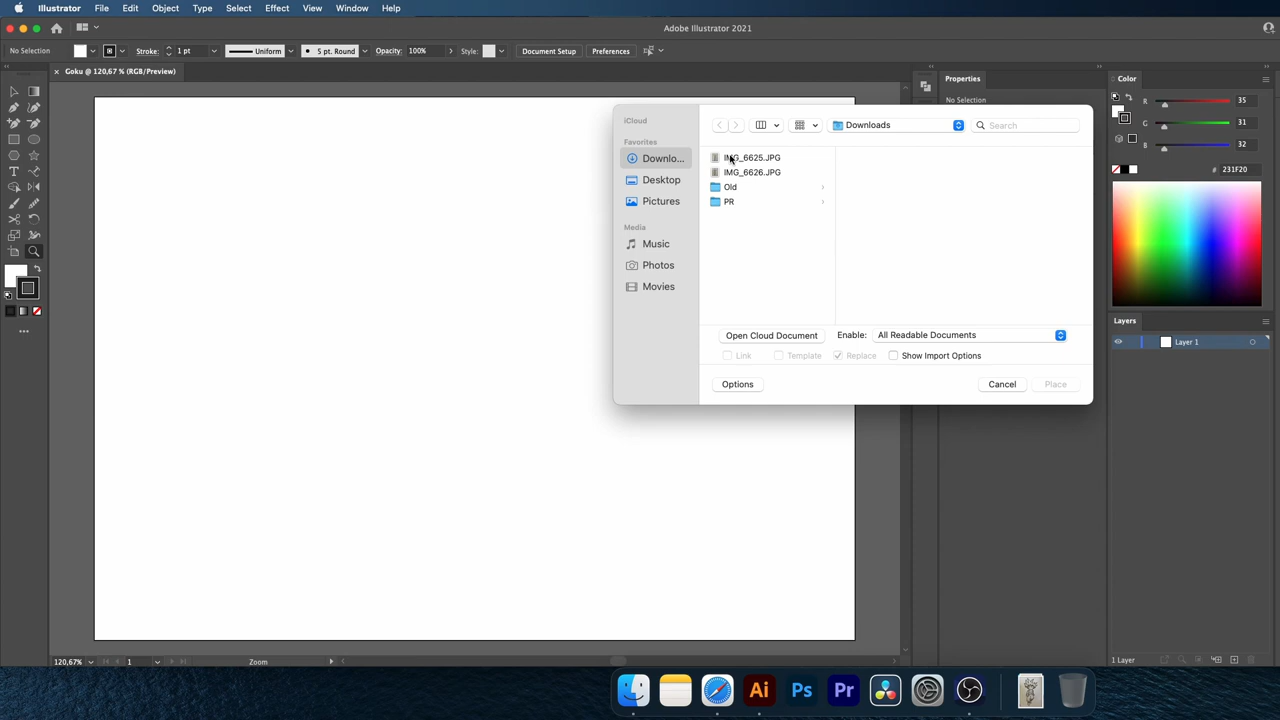 Illustrator File Edit Object Type Select Effect View Window Help
Adobe Illustrator 2021
No Selection Stroke: 1 pt Uniform 5 pt. Round Opacity: 100% Style: Document Setup Preferences
Goku @ 120,67 % (RGB/Preview)
Properties
No Selection
Color
R 35
G 31
B 32
# 231F20
iCloud
Favorites
Downlo...
Desktop
Pictures
Media
Music
Photos
Movies
Downloads
Search
IMG_6625.JPG
IMG_6626.JPG
Old
PR
Open Cloud Document Enable: All Readable Documents
Link Template Replace Show Import Options
Options Cancel Place
Layers
Layer 1
120,67% 1 Zoom
1 Layer
Ai Ps Pr